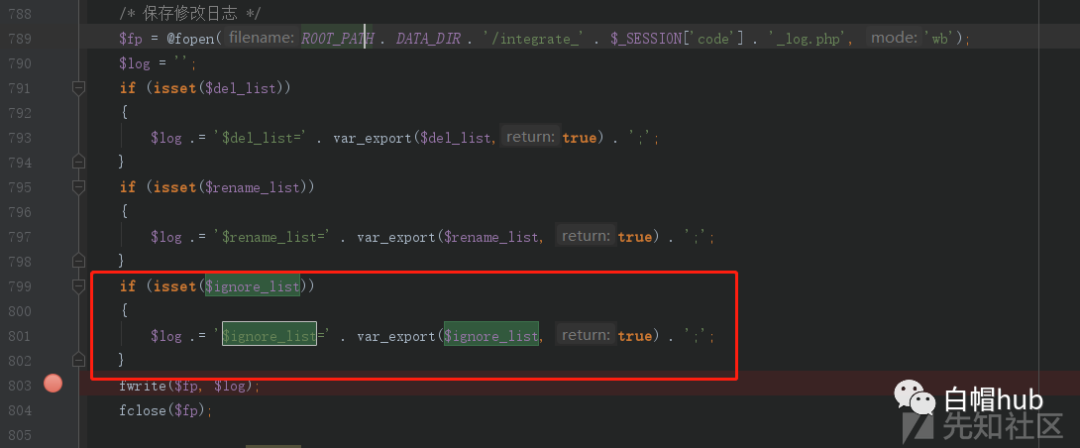 788 /* 保存修改日志 */
789 $fp = @fopen( filename: ROOT_PATH . DATA_DIR . '/integrate_' . $_SESSION['code'] . '_log.php', mode: 'wb');
790 $log = '';
791 if (isset($del_list))
792 {
793 $log .= '$del_list=' . var_export($del_list, return: true) . ';';
794 }
795 if (isset($rename_list))
796 {
797 $log .= '$rename_list=' . var_export($rename_list, return: true) . ';';
798 }
799 if (isset($ignore_list))
800 {
801 $log .= '$ignore_list=' . var_export($ignore_list, return: true) . ';';
802 }
803 fwrite($fp, $log);
804 fclose($fp);
805
白帽hub
先知社区